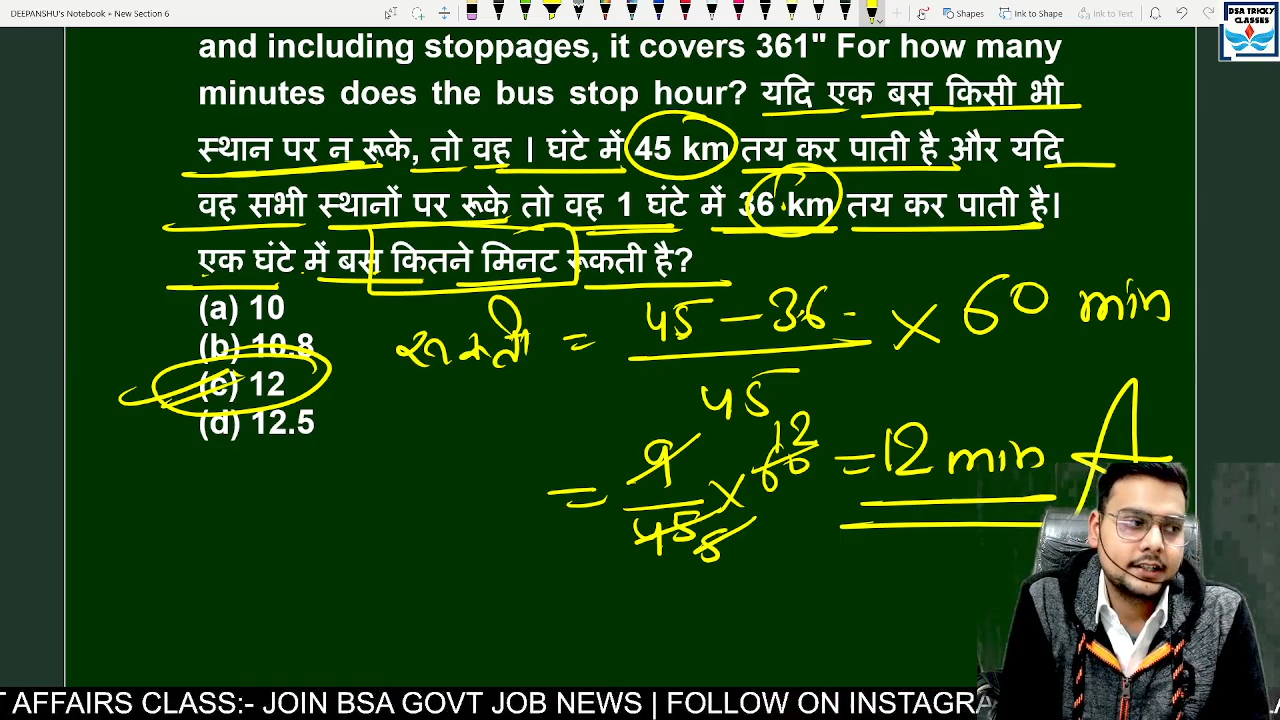 DEEPANSHU's Notebook » New Section 6
Shapes
Ink to Shape
Ink to Text
BSA TRICKY
CLASSES
and including stoppages, it covers 361" For how many
minutes does the bus stop hour? यदि एक बस किसी भी
स्थान पर न रूके, तो वह । घंटे में 45 km तय कर पाती है और यदि
वह सभी स्थानों पर रूके तो वह 1 घंटे में 36 km तय कर पाती है।
एक घंटे में बस कितने मिनट रूकती है?
(a) 10
(b) 10.8
(c) 12
(d) 12.5
रुकती = 45 - 36 × 60 min
45
= 9 × 60 12 = 12 min A
45 5
T AFFAIRS CLASS:- JOIN BSA GOVT JOB NEWS | FOLLOW ON INSTAGRA